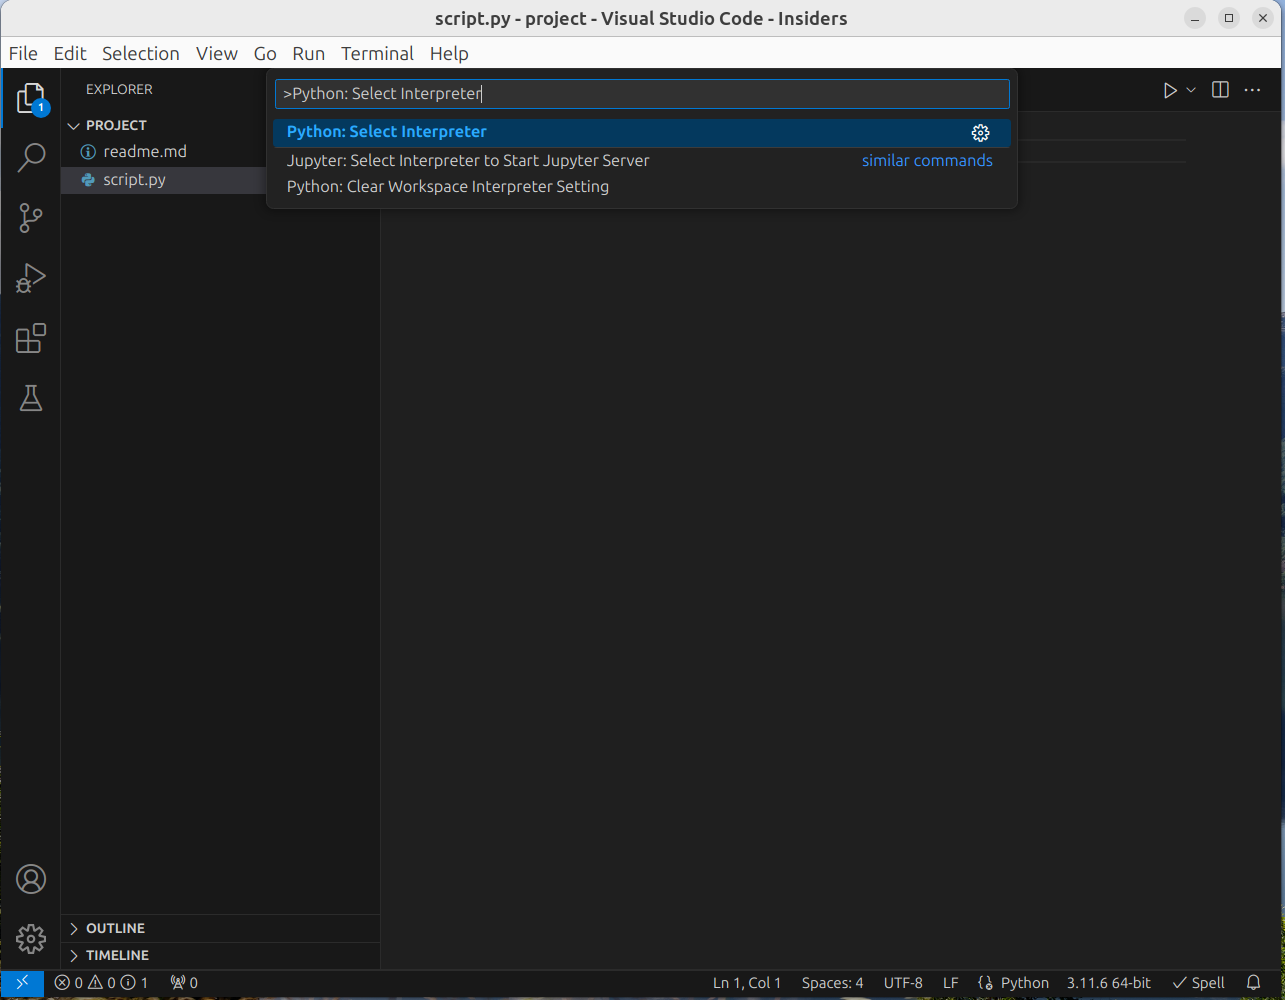 script.py - project - Visual Studio Code - Insiders
File Edit Selection View Go Run Terminal Help
EXPLORER
>Python: Select Interpreter
Python: Select Interpreter
Jupyter: Select Interpreter to Start Jupyter Server similar commands
Python: Clear Workspace Interpreter Setting
1
PROJECT
readme.md
script.py
OUTLINE
TIMELINE
0 0 1 0 Ln 1, Col 1 Spaces: 4 UTF-8 LF Python 3.11.6 64-bit Spell